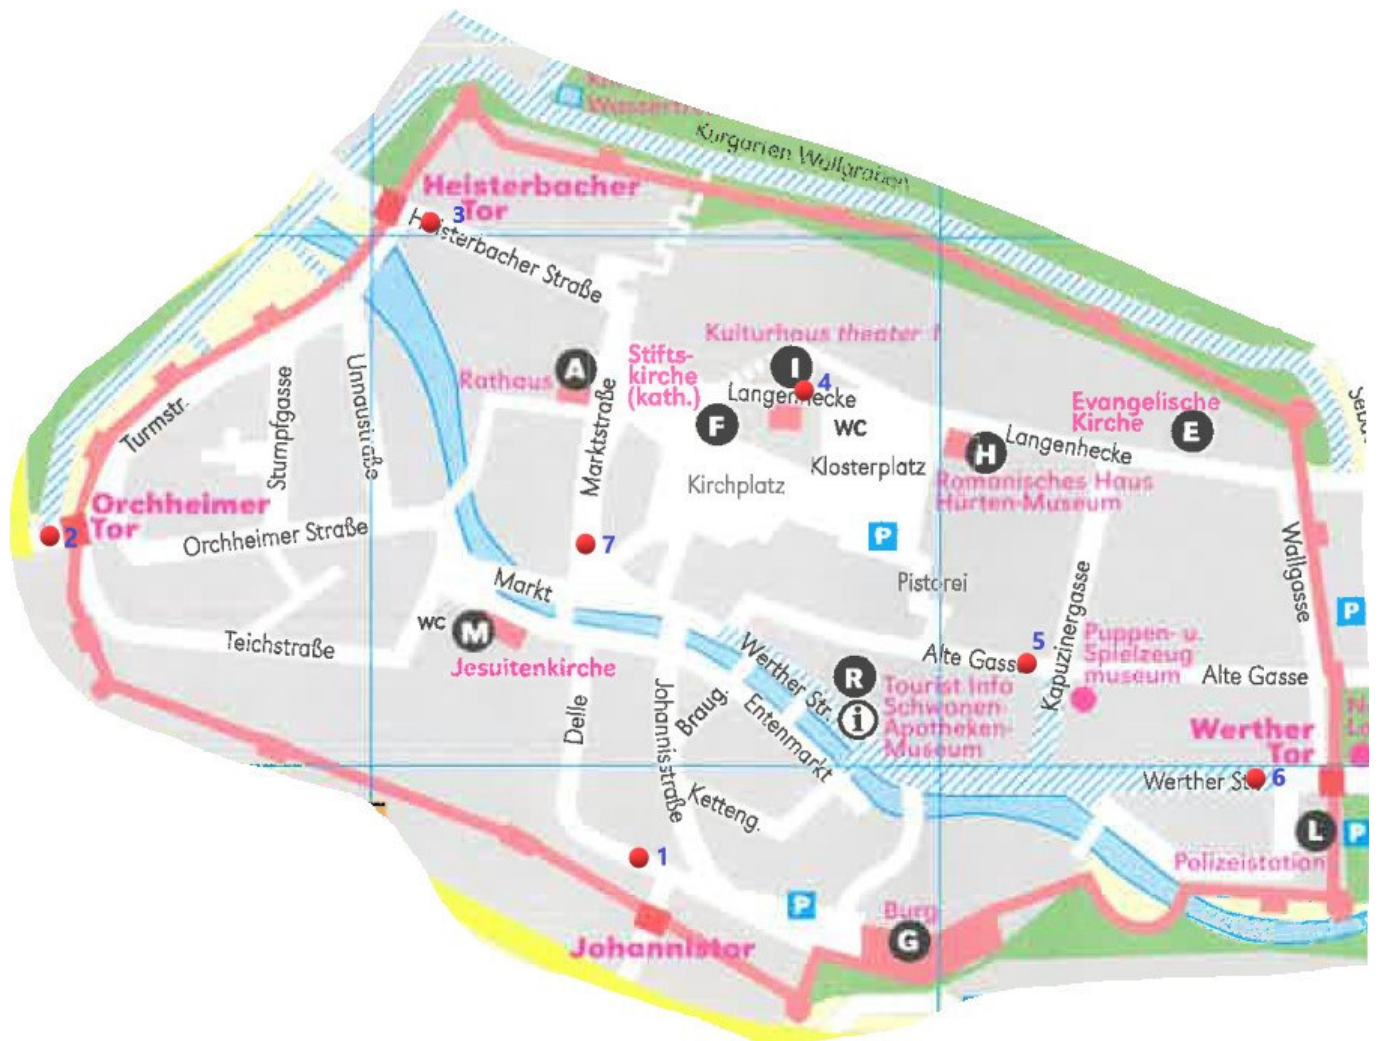 Kurgarten Wallgraben
Heisterbacher
Tor
3
Heisterbacher Straße
Kulturhaus theater 1
I
4
Langenhecke
Stifts-
kirche
(kath.)
A
Rathaus
Marktstraße
F
WC
Evangelische
Kirche
E
H
Langenhecke
Klosterplatz
Kirchplatz
Romanisches Haus
Hürten-Museum
Turmstr.
Stumpfgasse
Unnaustraße
Orchheimer
Tor
2
Orchheimer Straße
7
P
Pistorei
Wallgasse
P
Markt
WC
M
Jesuitenkirche
Teichstraße
Werther Str.
Alte Gasse
5
Kapuzinergasse
Puppen- u.
Spielzeug
museum
Alte Gasse
R
i
Tourist Info
Schwanen-
Apotheken-
Museum
Delle
Johannisstraße
Braug.
Entenmarkt
Ketteng.
Werther
Tor
Werther Str.
6
L
P
Polizeistation
1
P
Burg
G
Johannistor